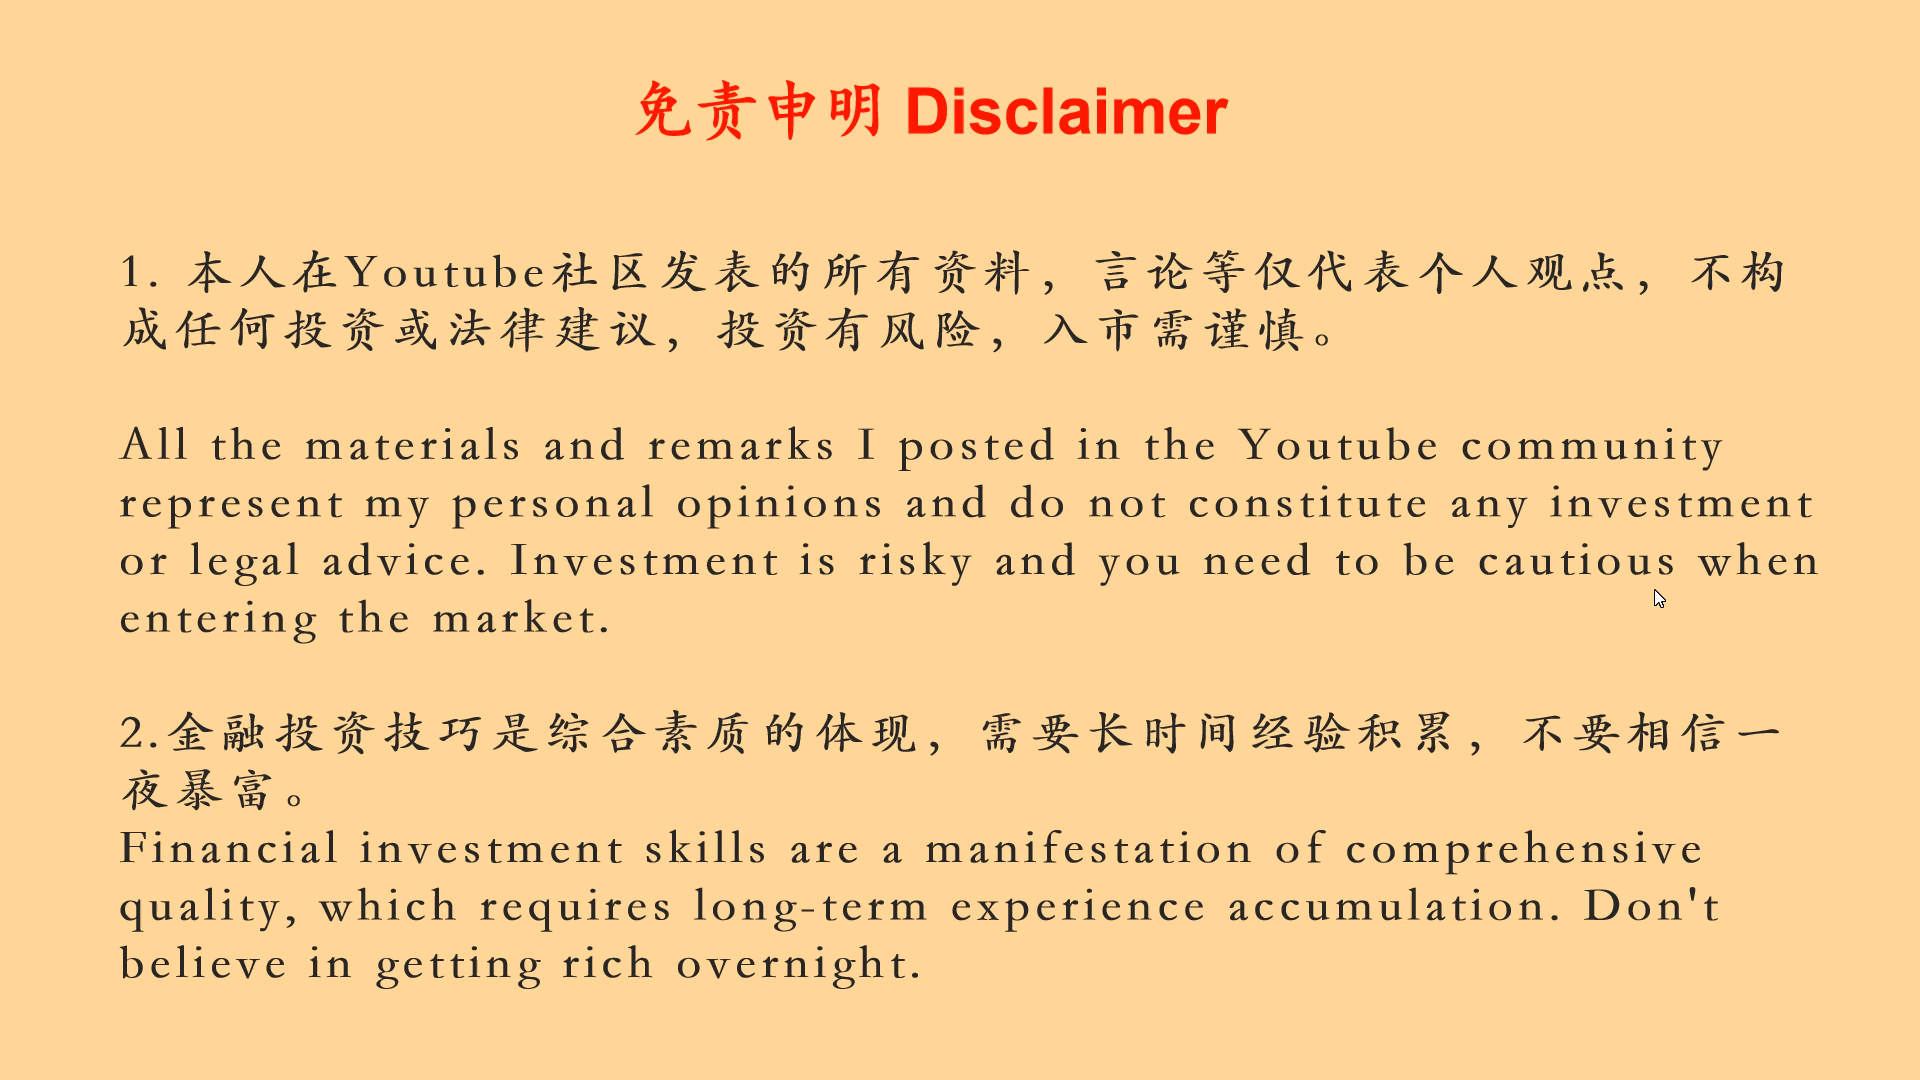 免责申明 Disclaimer
1. 本人在Youtube社区发表的所有资料，言论等仅代表个人观点，不构
成任何投资或法律建议，投资有风险，入市需谨慎。
All the materials and remarks I posted in the Youtube community
represent my personal opinions and do not constitute any investment
or legal advice. Investment is risky and you need to be cautious when
entering the market.
2.金融投资技巧是综合素质的体现，需要长时间经验积累，不要相信一
夜暴富。
Financial investment skills are a manifestation of comprehensive
quality, which requires long-term experience accumulation. Don't
believe in getting rich overnight.